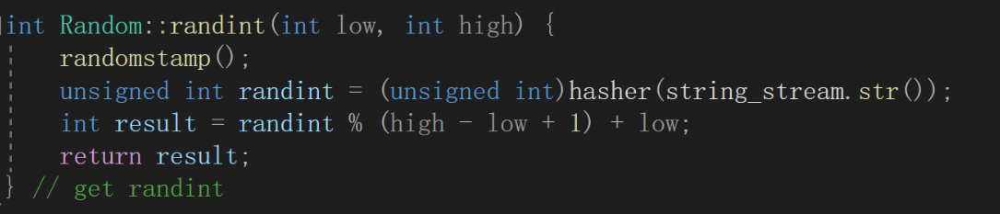 int Random::randint(int low, int high) {
    randomstamp();
    unsigned int randint = (unsigned int)hasher(string_stream.str());
    int result = randint % (high - low + 1) + low;
    return result;
} // get randint